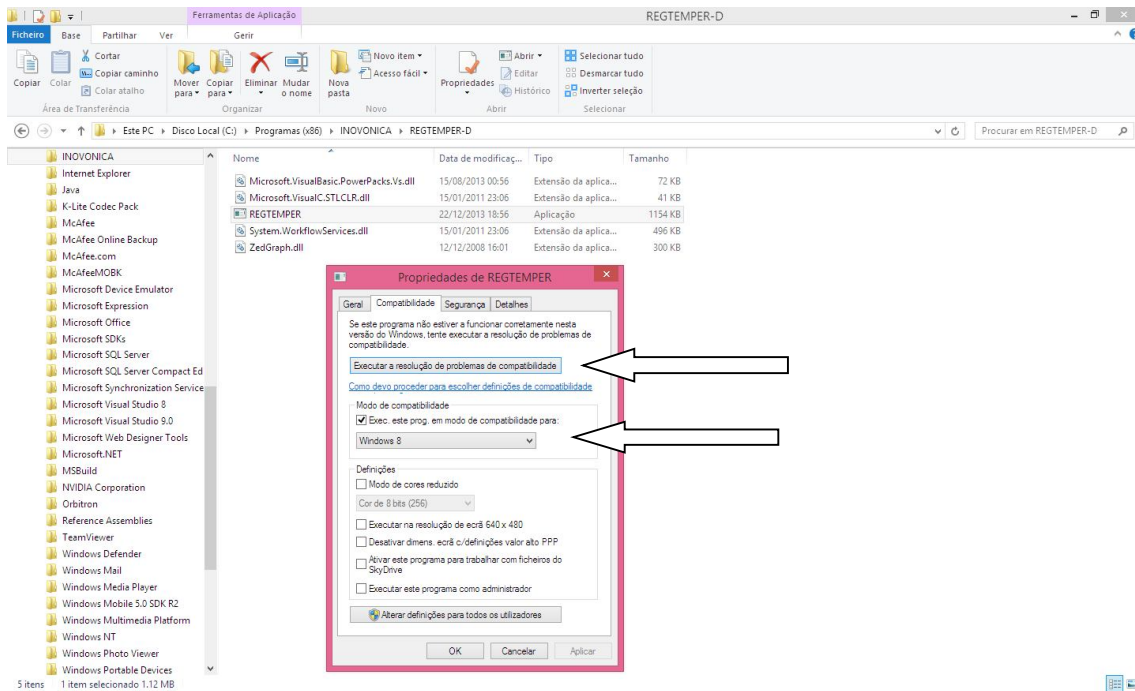 Ferramentas de Aplicação
REGTEMPER-D
Ficheiro Base Partilhar Ver Gerir
Copiar
Colar
Cortar
Copiar caminho
Colar atalho
Área de Transferência
Mover para
Copiar para
Eliminar
Mudar o nome
Organizar
Nova pasta
Novo item
Acesso fácil
Novo
Propriedades
Abrir
Editar
Histórico
Abrir
Selecionar tudo
Desmarcar tudo
Inverter seleção
Selecionar
Este PC Disco Local (C:) Programas (x86) INOVONICA REGTEMPER-D
Procurar em REGTEMPER-D
INOVONICA
Internet Explorer
Java
K-Lite Codec Pack
McAfee
McAfee Online Backup
McAfee.com
McAfeeMOBK
Microsoft Device Emulator
Microsoft Expression
Microsoft Office
Microsoft SDKs
Microsoft SQL Server
Microsoft SQL Server Compact Ed
Microsoft Synchronization Service
Microsoft Visual Studio 8
Microsoft Visual Studio 9.0
Microsoft Web Designer Tools
Microsoft.NET
MSBuild
NVIDIA Corporation
Orbitron
Reference Assemblies
TeamViewer
Windows Defender
Windows Mail
Windows Media Player
Windows Mobile 5.0 SDK R2
Windows Multimedia Platform
Windows NT
Windows Photo Viewer
Windows Portable Devices
Nome Data de modificaç... Tipo Tamanho
Microsoft.VisualBasic.PowerPacks.Vs.dll 15/08/2013 00:56 Extensão da aplica... 72 KB
Microsoft.VisualC.STLCLR.dll 15/01/2011 23:06 Extensão da aplica... 41 KB
REGTEMPER 22/12/2013 18:56 Aplicação 1154 KB
System.WorkflowServices.dll 15/01/2011 23:06 Extensão da aplica... 496 KB
ZedGraph.dll 12/12/2008 16:01 Extensão da aplica... 300 KB
Propriedades de REGTEMPER
Geral Compatibilidade Segurança Detalhes
Se este programa não estiver a funcionar corretamente nesta
versão do Windows, tente executar a resolução de problemas de
compatibilidade.
Executar a resolução de problemas de compatibilidade
Como devo proceder para escolher definições de compatibilidade
Modo de compatibilidade
Exec. este prog. em modo de compatibilidade para:
Windows 8
Definições
Modo de cores reduzido
Cor de 8 bits (256)
Executar na resolução de ecrã 640 x 480
Desativar dimens. ecrã c/definições valor alto PPP
Ativar este programa para trabalhar com ficheiros do
SkyDrive
Executar este programa como administrador
Alterar definições para todos os utilizadores
OK Cancelar Aplicar
5 itens 1 item selecionado 1.12 MB